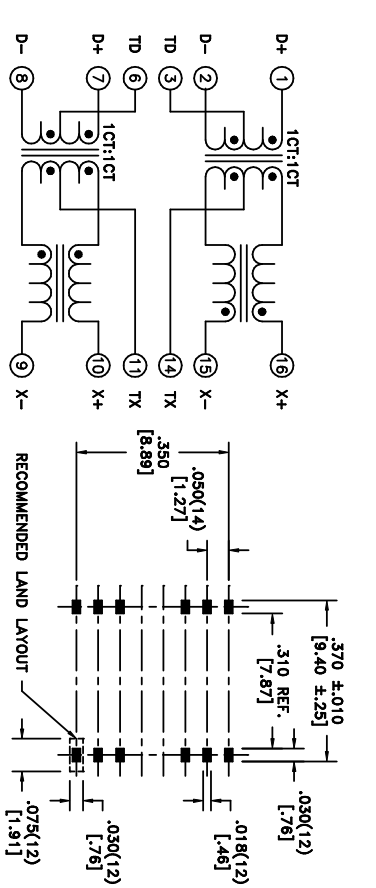 1CT:1CT
D+ 1
D- 2
TD 3
16 X+
15 X-
14 TX
1CT:1CT
TD 6
D+ 7
D- 8
11 TX
10 X+
9 X-
.370 ±.010
[9.40 ±.25]
.310 REF.
[7.87]
.030(12)
[.76]
.050(14)
[1.27]
.350
[8.89]
.018(12)
[.46]
.030(12)
[.76]
.075(12)
[1.91]
RECOMMENDED LAND LAYOUT